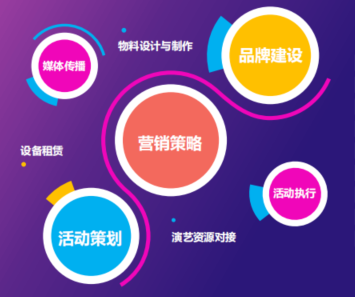 物料设计与制作
品牌建设
媒体传播
营销策略
设备租赁
活动执行
活动策划
演艺资源对接